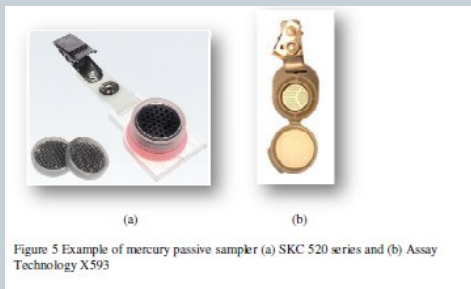 (a)
(b)
Figure 5 Example of mercury passive sampler (a) SKC 520 series and (b) Assay
Technology X593